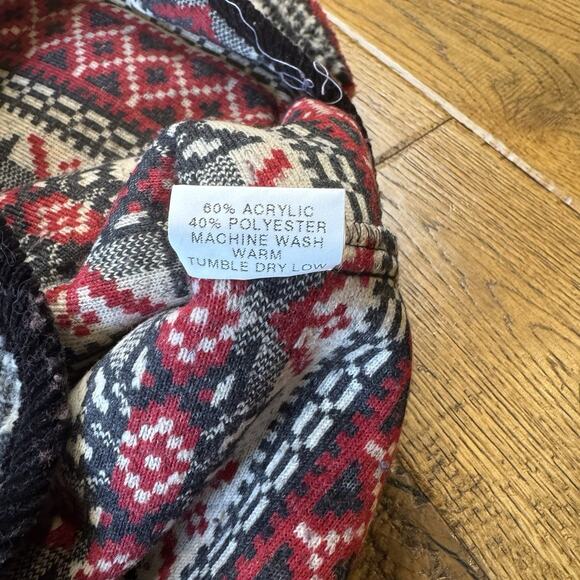 60% ACRYLIC
40% POLYESTER
MACHINE WASH
WARM
TUMBLE DRY LOW